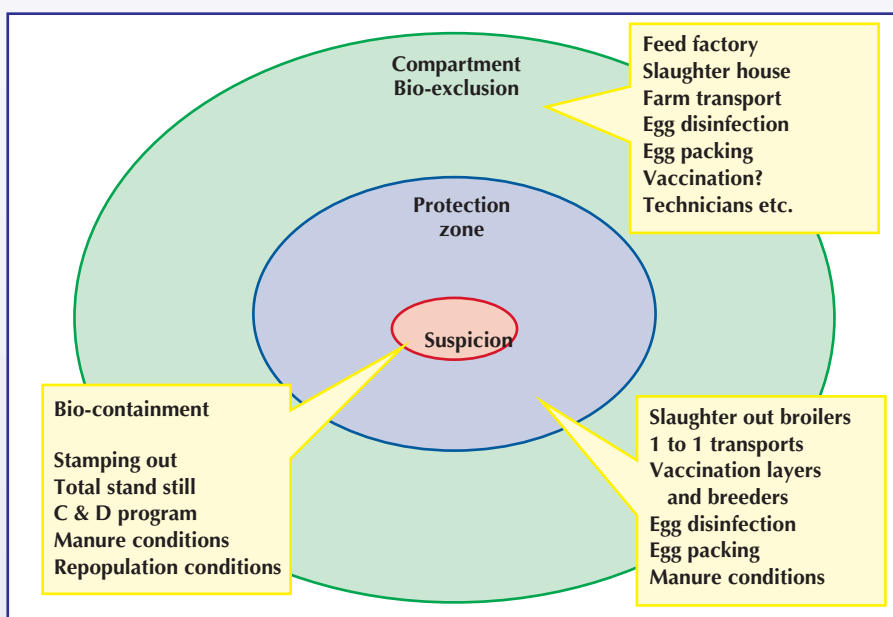 Compartment
Bio-exclusion
Feed factory
Slaughter house
Farm transport
Egg disinfection
Egg packing
Vaccination?
Technicians etc.
Protection
zone
Suspicion
Bio-containment
Stamping out
Total stand still
C & D program
Manure conditions
Repopulation conditions
Slaughter out broilers
1 to 1 transports
Vaccination layers
and breeders
Egg disinfection
Egg packing
Manure conditions